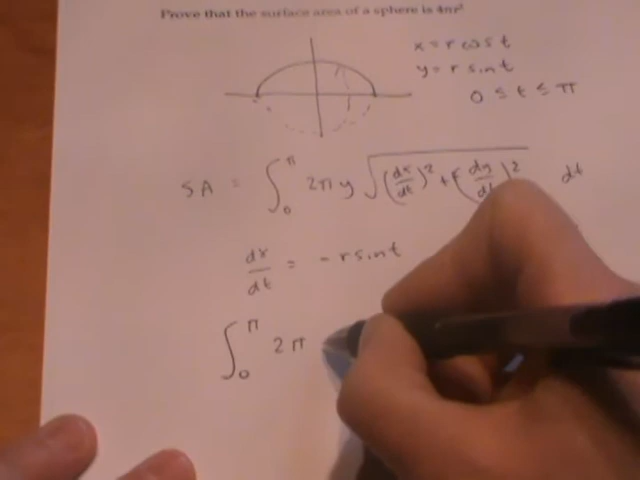 Prove that the surface area of a sphere is 4πr²
x = r cos t
y = r sin t
0 ≤ t ≤ π
SA = ∫₀^π 2π y √((dx/dt)² + (dy/dt)²) dt
dx/dt = - r sin t
∫₀^π 2π